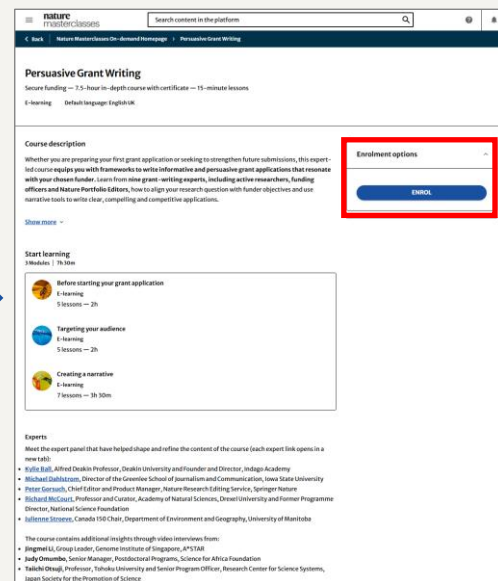 nature
masterclasses
Search content in the platform
< Back Nature Masterclasses On-demand Homepage > Persuasive Grant Writing
Persuasive Grant Writing
Secure funding — 7.5-hour in-depth course with certificate — 15-minute lessons
E-learning Default language: English UK
Course description
Whether you are preparing your first grant application or seeking to strengthen future submissions, this expert-
led course equips you with frameworks to write informative and persuasive grant applications that resonate
with your chosen funder. Learn from nine grant-writing experts, including active researchers, funding
officers and Nature Portfolio Editors, how to align your research question with funder objectives and use
narrative tools to write clear, compelling and competitive applications.
Show more
Enrolment options
ENROL
Start learning
3 Modules | 7h 30m
Before starting your grant application
E-learning
5 lessons — 2h
Targeting your audience
E-learning
5 lessons — 2h
Creating a narrative
E-learning
7 lessons — 3h 30m
Experts
Meet the expert panel that have helped shape and refine the content of the course (each expert link opens in a
new tab):
• Kylie Ball, Alfred Deakin Professor, Deakin University and Founder and Director, Indago Academy
• Michael Dahlstrom, Director of the Greenlee School of Journalism and Communication, Iowa State University
• Peter Gorsuch, Chief Editor and Product Manager, Nature Research Editing Service, Springer Nature
• Richard McCourt, Professor and Curator, Academy of Natural Sciences, Drexel University and Former Programme
Director, National Science Foundation
• Julienne Stroeve, Canada 150 Chair, Department of Environment and Geography, University of Manitoba
The course contains additional insights through video interviews from:
• Jingmei Li, Group Leader, Genome Institute of Singapore, A*STAR
• Judy Omumbo, Senior Manager, Postdoctoral Programs, Science for Africa Foundation
• Taiichi Otsuji, Professor, Tohoku University and Senior Program Officer, Research Center for Science Systems,
Japan Society for the Promotion of Science